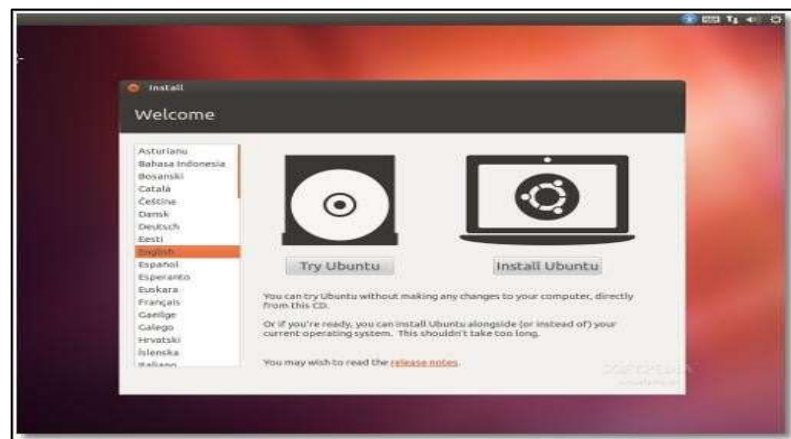 Install
Welcome
Asturianu
Bahasa Indonesia
Bosanski
Català
Čeština
Dansk
Deutsch
Eesti
English
Español
Esperanto
Euskara
Français
Gaeilge
Galego
Hrvatski
Íslenska
Italiano
Try Ubuntu
Install Ubuntu
You can try Ubuntu without making any changes to your computer, directly
from this CD.
Or if you're ready, you can install Ubuntu alongside (or instead of) your
current operating system. This shouldn't take too long.
You may wish to read the release notes.
SOFTPEDIA